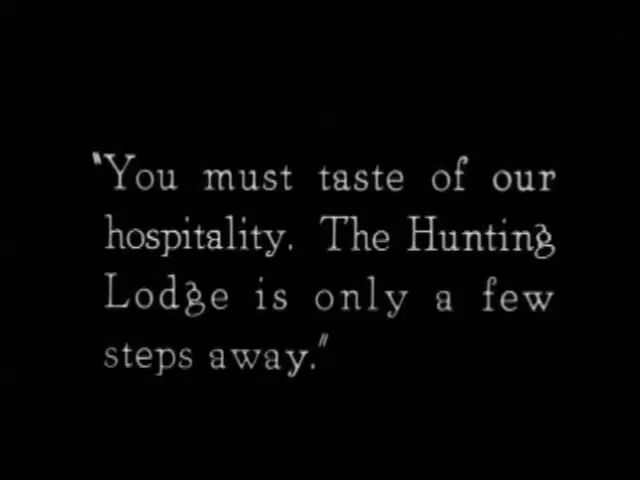 "You must taste of our
hospitality. The Hunting
Lodge is only a few
steps away."